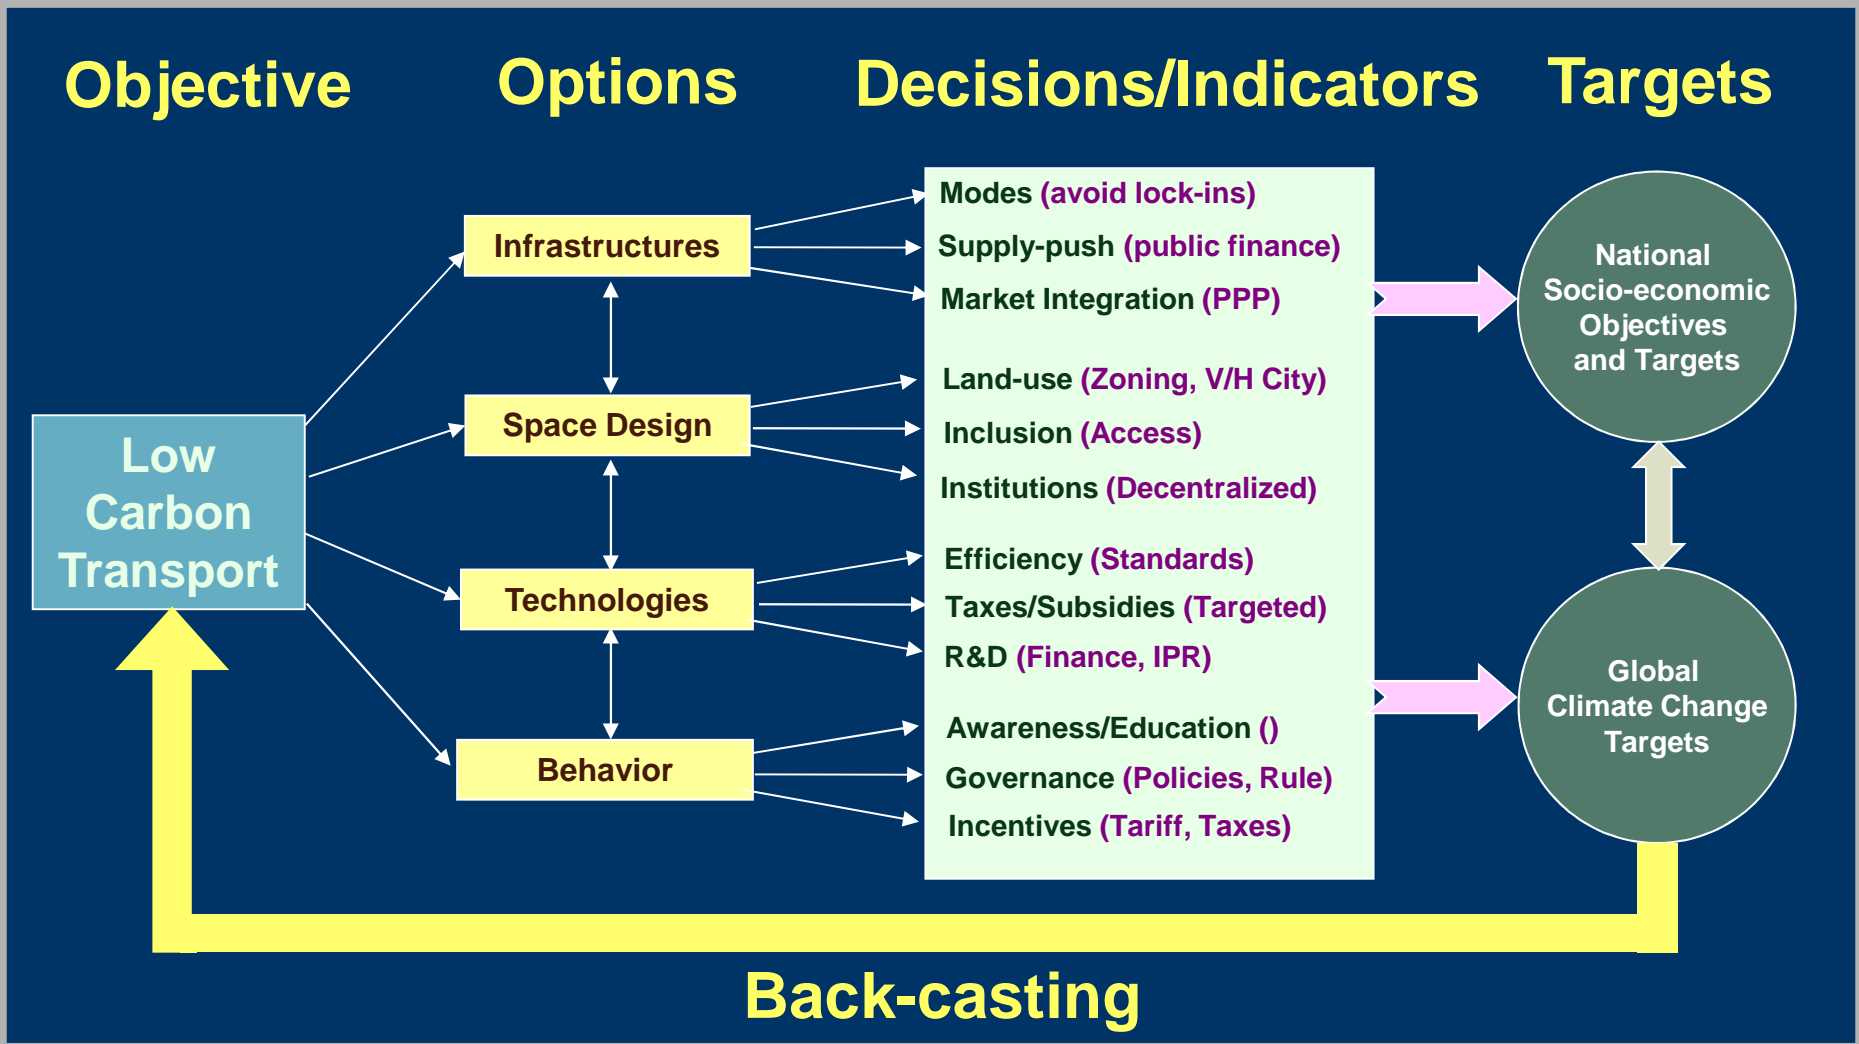 Objective
Options
Decisions/Indicators
Targets
Low
Carbon
Transport
Infrastructures
Space Design
Technologies
Behavior
Modes (avoid lock-ins)
Supply-push (public finance)
Market Integration (PPP)
Land-use (Zoning, V/H City)
Inclusion (Access)
Institutions (Decentralized)
Efficiency (Standards)
Taxes/Subsidies (Targeted)
R&D (Finance, IPR)
Awareness/Education ()
Governance (Policies, Rule)
Incentives (Tariff, Taxes)
National
Socio-economic
Objectives
and Targets
Global
Climate Change
Targets
Back-casting